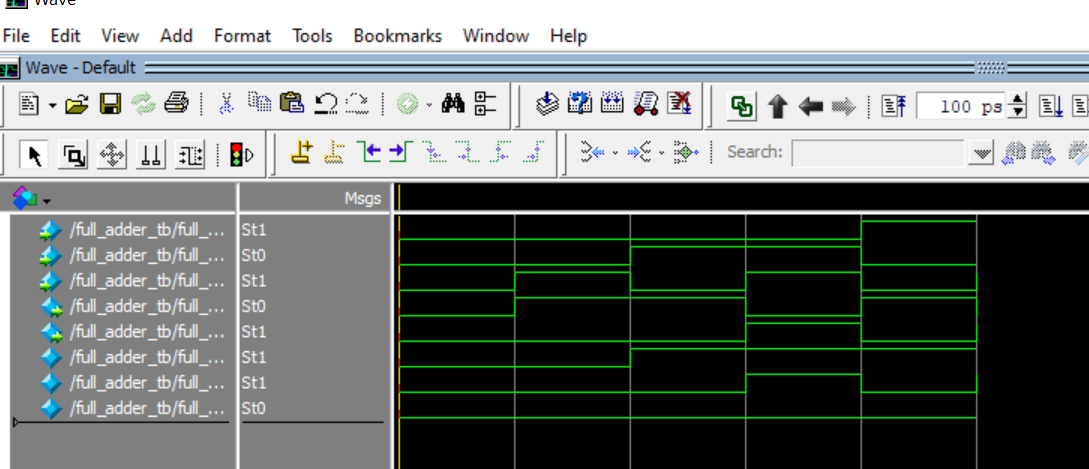 Wave
File Edit View Add Format Tools Bookmarks Window Help
Wave - Default
100 ps
Search:
Msgs
/full_adder_tb/full_... St1
/full_adder_tb/full_... St0
/full_adder_tb/full_... St1
/full_adder_tb/full_... St0
/full_adder_tb/full_... St1
/full_adder_tb/full_... St1
/full_adder_tb/full_... St1
/full_adder_tb/full_... St0